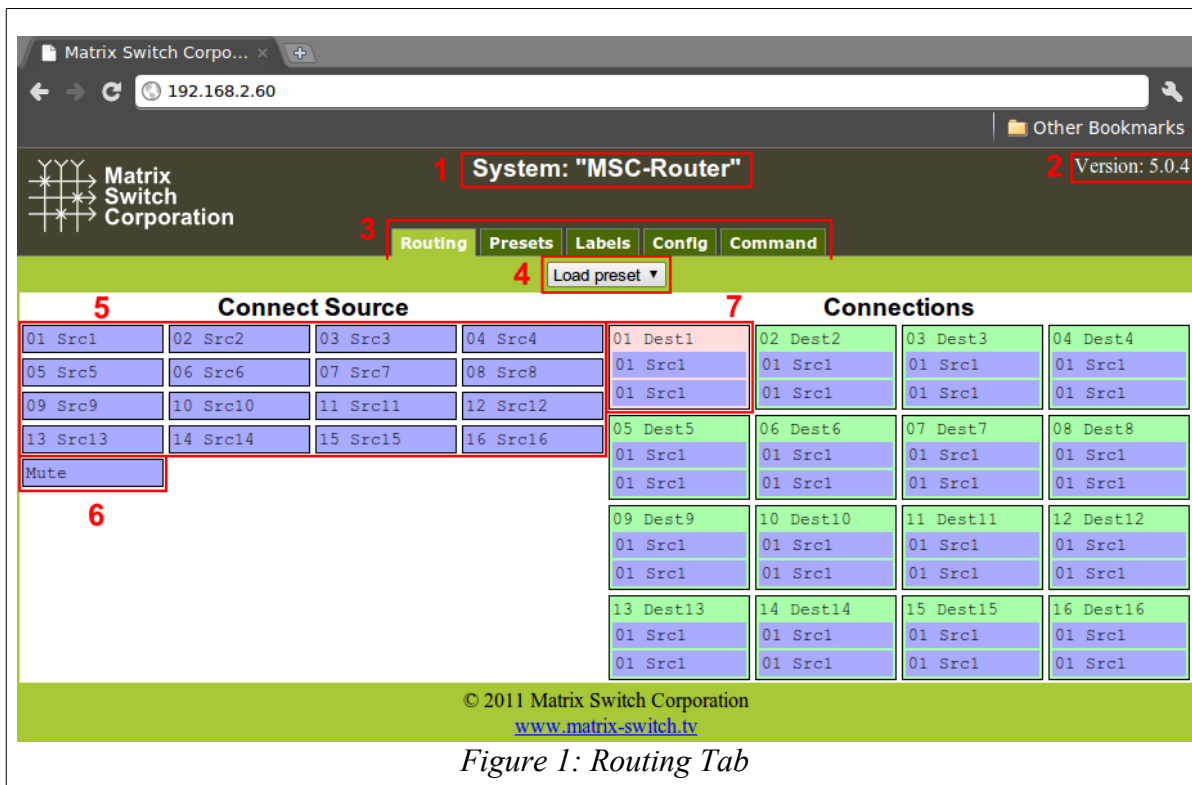 Matrix Switch Corpo... ×
192.168.2.60
Other Bookmarks
Matrix
Switch
Corporation
1 System: "MSC-Router"
2 Version: 5.0.4
3 Routing Presets Labels Config Command
4 Load preset ▼
5 Connect Source 7 Connections
01 Src1 02 Src2 03 Src3 04 Src4
05 Src5 06 Src6 07 Src7 08 Src8
09 Src9 10 Src10 11 Src11 12 Src12
13 Src13 14 Src14 15 Src15 16 Src16
Mute
6
01 Dest1 02 Dest2 03 Dest3 04 Dest4
01 Src1 01 Src1 01 Src1 01 Src1
01 Src1 01 Src1 01 Src1 01 Src1
05 Dest5 06 Dest6 07 Dest7 08 Dest8
01 Src1 01 Src1 01 Src1 01 Src1
01 Src1 01 Src1 01 Src1 01 Src1
09 Dest9 10 Dest10 11 Dest11 12 Dest12
01 Src1 01 Src1 01 Src1 01 Src1
01 Src1 01 Src1 01 Src1 01 Src1
13 Dest13 14 Dest14 15 Dest15 16 Dest16
01 Src1 01 Src1 01 Src1 01 Src1
01 Src1 01 Src1 01 Src1 01 Src1
© 2011 Matrix Switch Corporation
www.matrix-switch.tv
Figure 1: Routing Tab